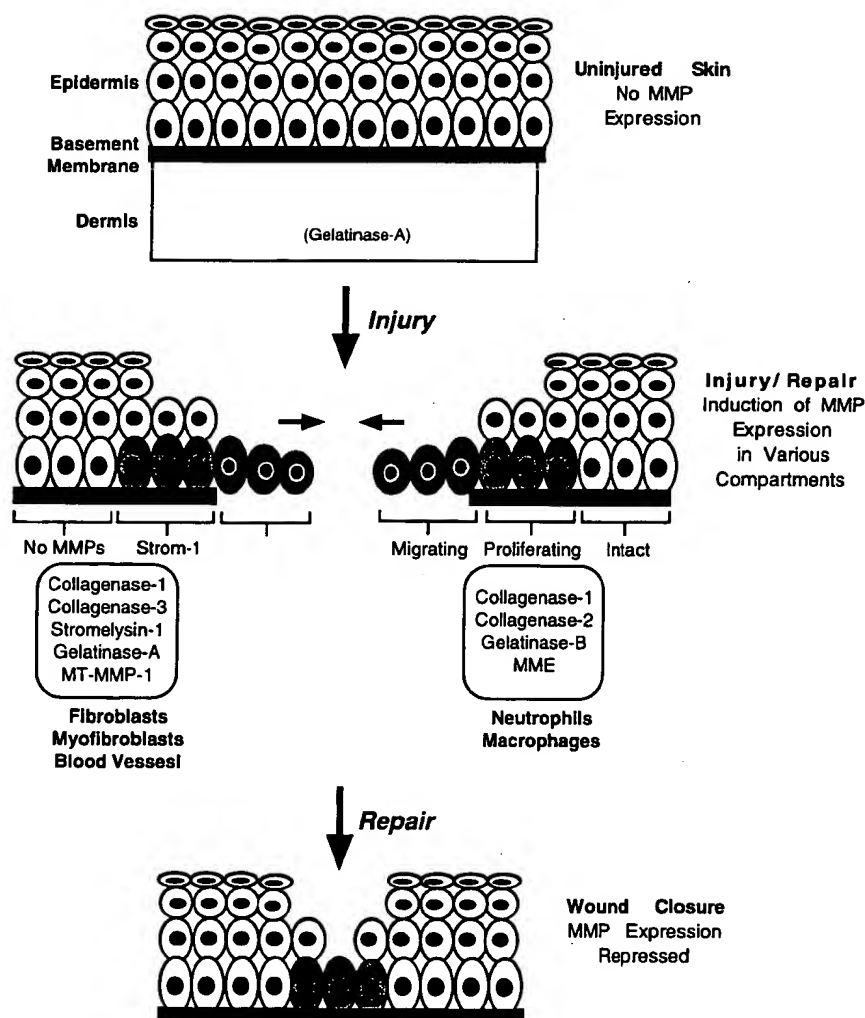 Epidermis
Basement
Membrane
Dermis
(Gelatinase-A)
Uninjured Skin
No MMP
Expression
Injury
Injury/ Repair
Induction of MMP
Expression
in Various
Compartments
No MMPs
Strom-1
Migrating
Proliferating
Intact
Collagenase-1
Collagenase-3
Stromelysin-1
Gelatinase-A
MT-MMP-1
Fibroblasts
Myofibroblasts
Blood Vessesl
Collagenase-1
Collagenase-2
Gelatinase-B
MME
Neutrophils
Macrophages
Repair
Wound Closure
MMP Expression
Repressed